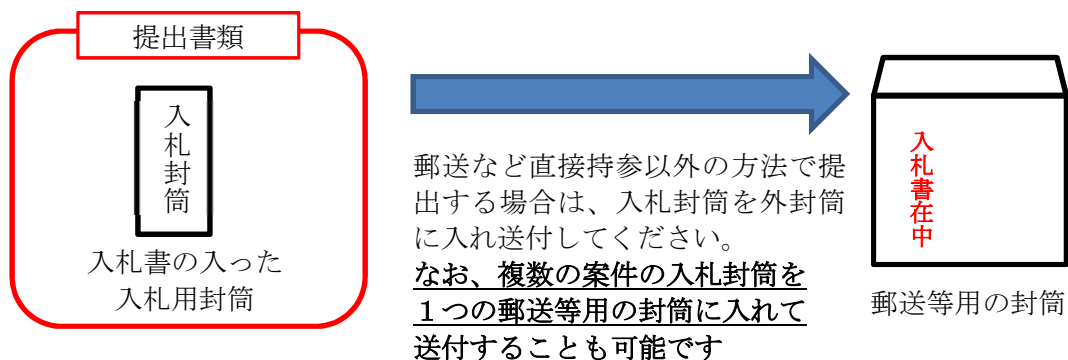 提出書類
入札封筒
入札書の入った
入札用封筒
郵送など直接持参以外の方法で提
出する場合は、入札封筒を外封筒
に入れ送付してください。
なお、複数の案件の入札封筒を
１つの郵送等用の封筒に入れて
送付することも可能です
入札書在中
郵送等用の封筒